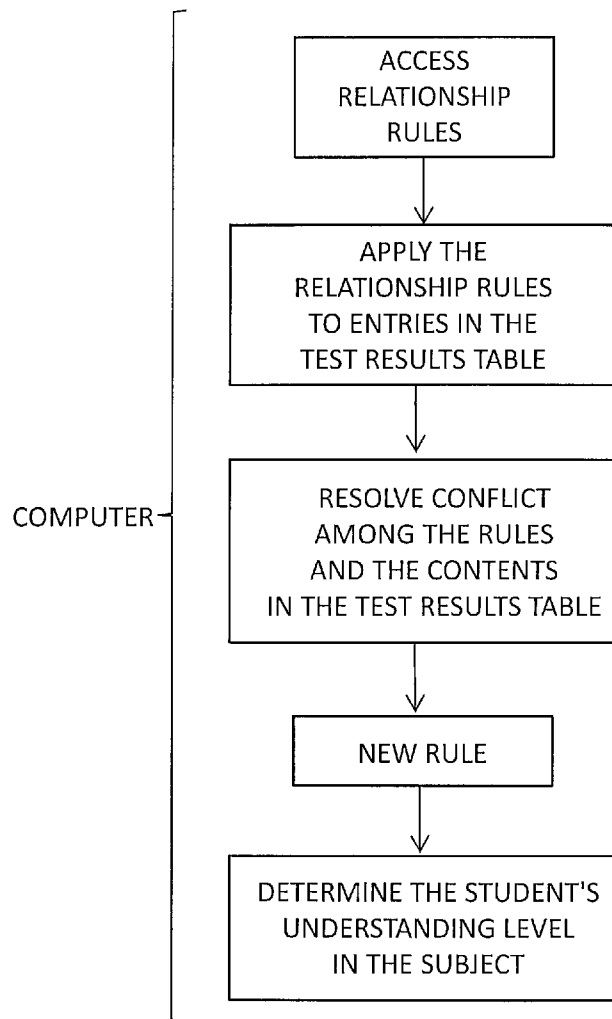 ACCESS
RELATIONSHIP
RULES
APPLY THE
RELATIONSHIP RULES
TO ENTRIES IN THE
TEST RESULTS TABLE
COMPUTER
RESOLVE CONFLICT
AMONG THE RULES
AND THE CONTENTS
IN THE TEST RESULTS TABLE
NEW RULE
DETERMINE THE STUDENT'S
UNDERSTANDING LEVEL
IN THE SUBJECT